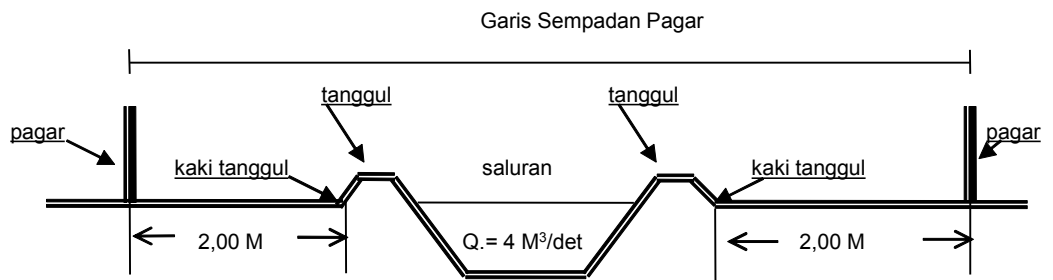 Garis Sempadan Pagar
tanggul
tanggul
pagar
pagar
kaki tanggul
saluran
kaki tanggul
2,00 M
Q.= 4 M³/det
2,00 M